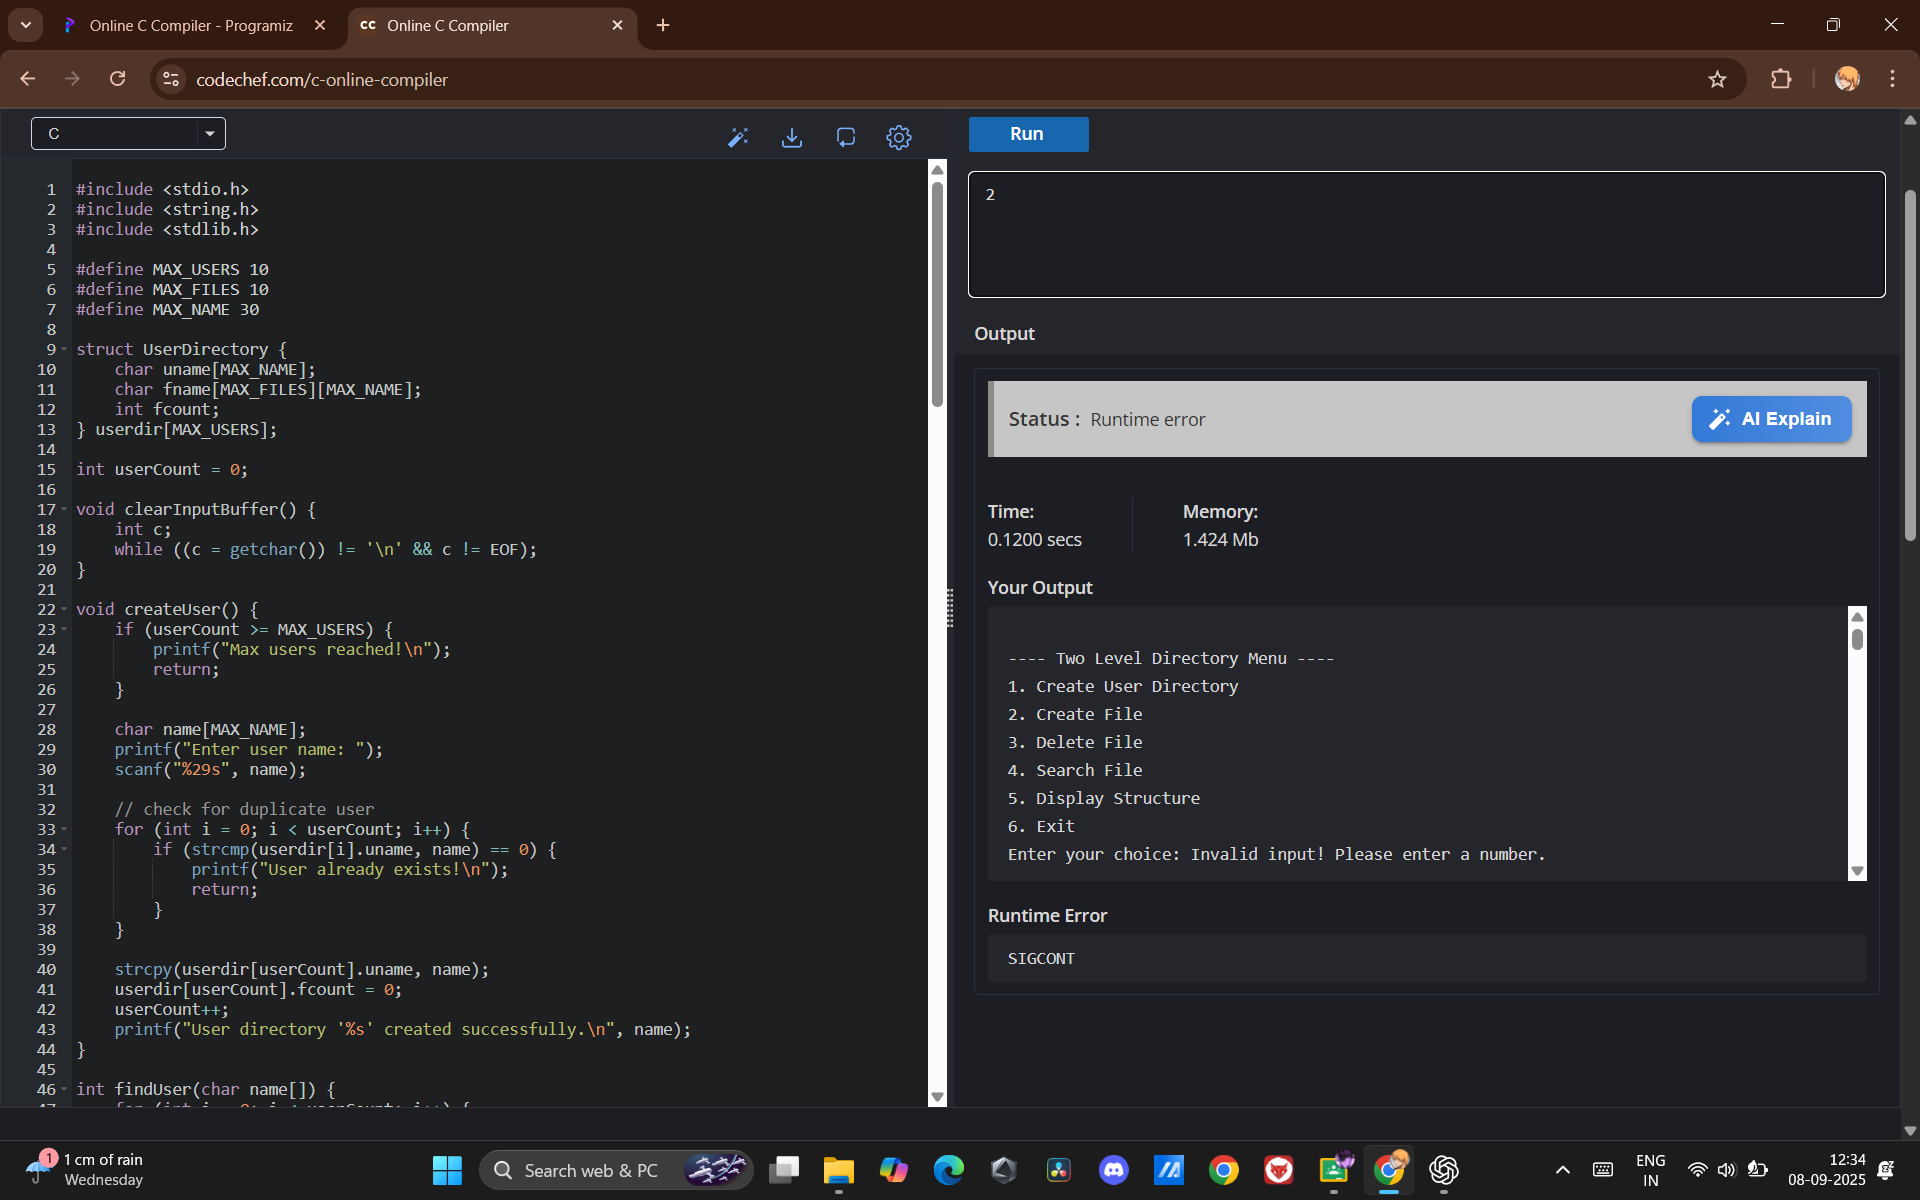 Online C Compiler - Programiz
CC Online C Compiler
codechef.com/c-online-compiler
C
Run
1 #include <stdio.h>
2 #include <string.h>
3 #include <stdlib.h>
4
5 #define MAX_USERS 10
6 #define MAX_FILES 10
7 #define MAX_NAME 30
8
9 struct UserDirectory {
10 char uname[MAX_NAME];
11 char fname[MAX_FILES][MAX_NAME];
12 int fcount;
13 } userdir[MAX_USERS];
14
15 int userCount = 0;
16
17 void clearInputBuffer() {
18 int c;
19 while ((c = getchar()) != '\n' && c != EOF);
20 }
21
22 void createUser() {
23 if (userCount >= MAX_USERS) {
24 printf("Max users reached!\n");
25 return;
26 }
27
28 char name[MAX_NAME];
29 printf("Enter user name: ");
30 scanf("%29s", name);
31
32 // check for duplicate user
33 for (int i = 0; i < userCount; i++) {
34 if (strcmp(userdir[i].uname, name) == 0) {
35 printf("User already exists!\n");
36 return;
37 }
38 }
39
40 strcpy(userdir[userCount].uname, name);
41 userdir[userCount].fcount = 0;
42 userCount++;
43 printf("User directory '%s' created successfully.\n", name);
44 }
45
46 int findUser(char name[]) {
2
Output
Status : Runtime error
AI Explain
Time:
0.1200 secs
Memory:
1.424 Mb
Your Output
---- Two Level Directory Menu ----
1. Create User Directory
2. Create File
3. Delete File
4. Search File
5. Display Structure
6. Exit
Enter your choice: Invalid input! Please enter a number.
Runtime Error
SIGCONT
1
1 cm of rain
Wednesday
Search web & PC
ENG
IN
12:34
08-09-2025